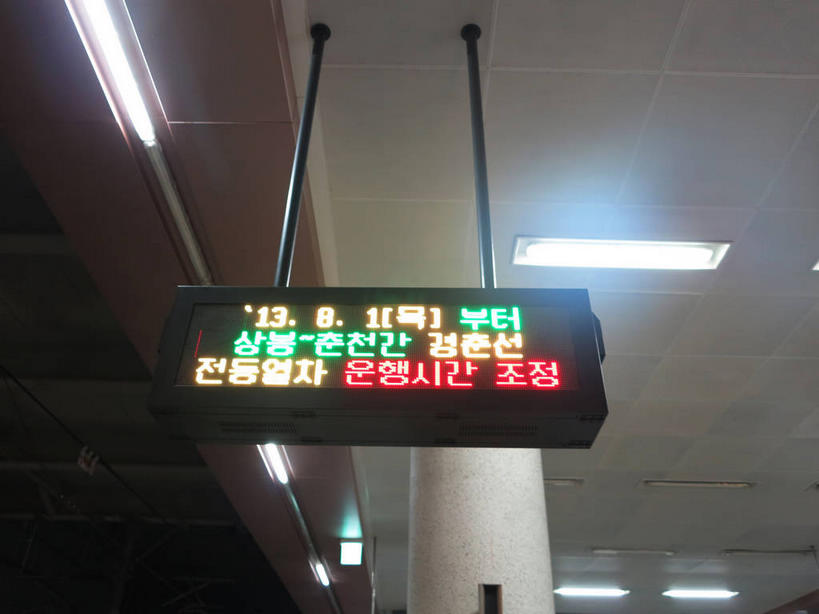 '13. 8. 1[목] 부터
상봉~춘천간 경춘선
전동열차 운행시간 조정